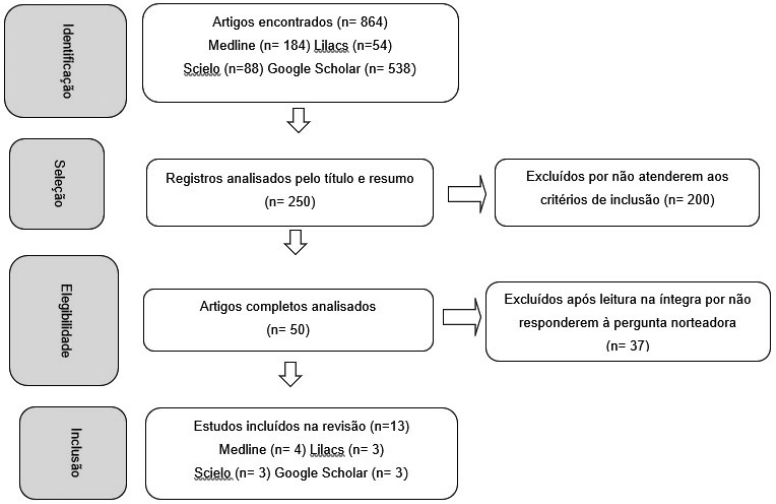 Identificação
Artigos encontrados (n= 864)
Medline (n= 184) Lilacs (n=54)
Scielo (n=88) Google Scholar (n= 538)
Seleção
Registros analisados pelo título e resumo
(n= 250)
Excluídos por não atenderem aos
critérios de inclusão (n= 200)
Elegibilidade
Artigos completos analisados
(n= 50)
Excluídos após leitura na íntegra por não
responderem à pergunta norteadora
(n= 37)
Inclusão
Estudos incluídos na revisão (n=13)
Medline (n= 4) Lilacs (n= 3)
Scielo (n= 3) Google Scholar (n= 3)